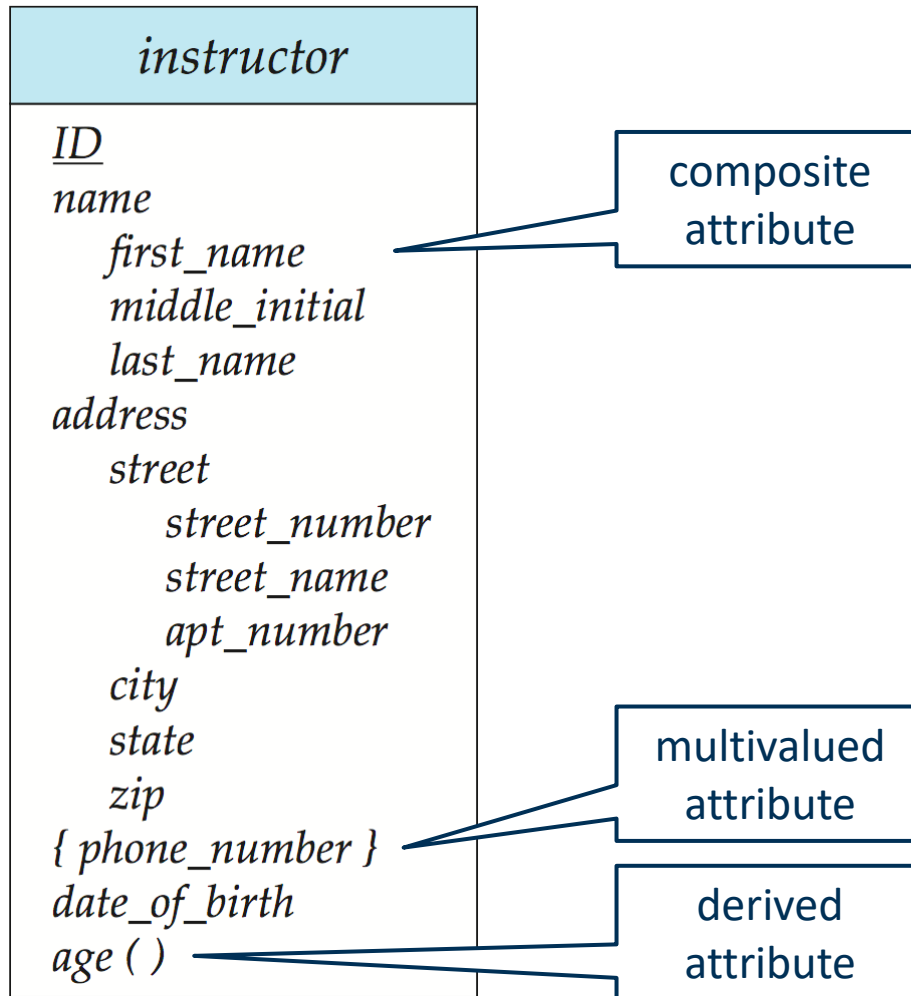 instructor
ID
name
first_name
middle_initial
last_name
address
street
street_number
street_name
apt_number
city
state
zip
{ phone_number }
date_of_birth
age ( )
composite
attribute
multivalued
attribute
derived
attribute